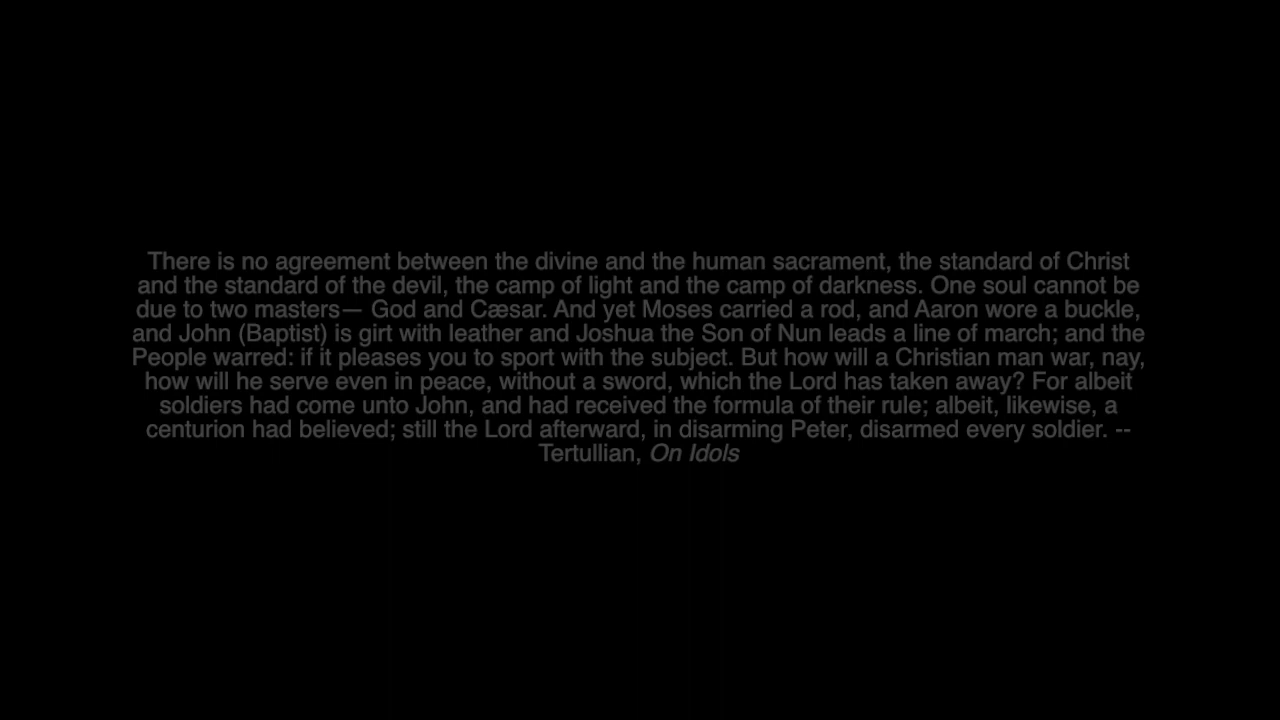 There is no agreement between the divine and the human sacrament, the standard of Christ
and the standard of the devil, the camp of light and the camp of darkness. One soul cannot be
due to two masters— God and Cæsar. And yet Moses carried a rod, and Aaron wore a buckle,
and John (Baptist) is girt with leather and Joshua the Son of Nun leads a line of march; and the
People warred: if it pleases you to sport with the subject. But how will a Christian man war, nay,
how will he serve even in peace, without a sword, which the Lord has taken away? For albeit
soldiers had come unto John, and had received the formula of their rule; albeit, likewise, a
centurion had believed; still the Lord afterward, in disarming Peter, disarmed every soldier. --
Tertullian, On Idols